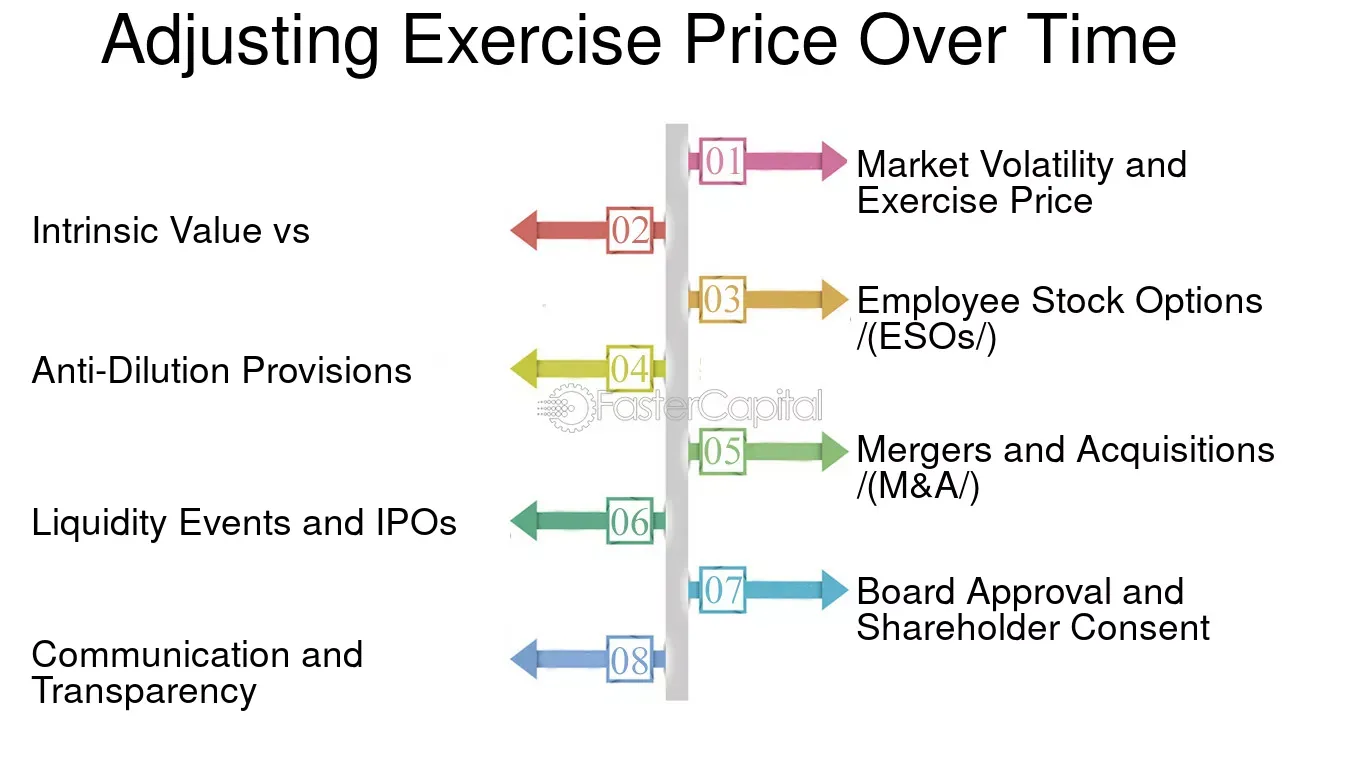 Adjusting Exercise Price Over Time
01
Market Volatility and
Exercise Price
02
Intrinsic Value vs
03
Employee Stock Options
/(ESOs/)
04
Anti-Dilution Provisions
FasterCapital
05
Mergers and Acquisitions
/(M&A/)
06
Liquidity Events and IPOs
07
Board Approval and
Shareholder Consent
08
Communication and
Transparency